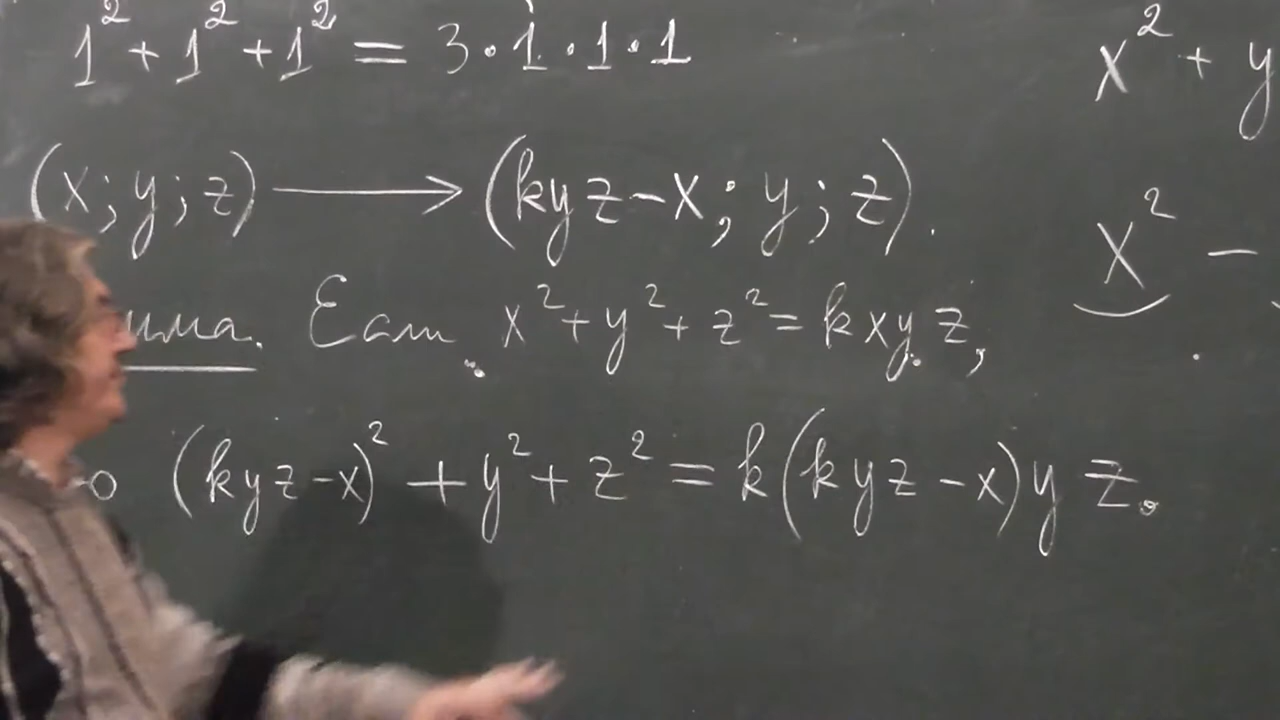 1² + 1² + 1² = 3·1·1·1
(x; y; z) ⟶ (kyz − x; y; z).
Если x² + y² + z² = kxyz,
(kyz − x)² + y² + z² = k(kyz − x)yz.
x² + y
x² −